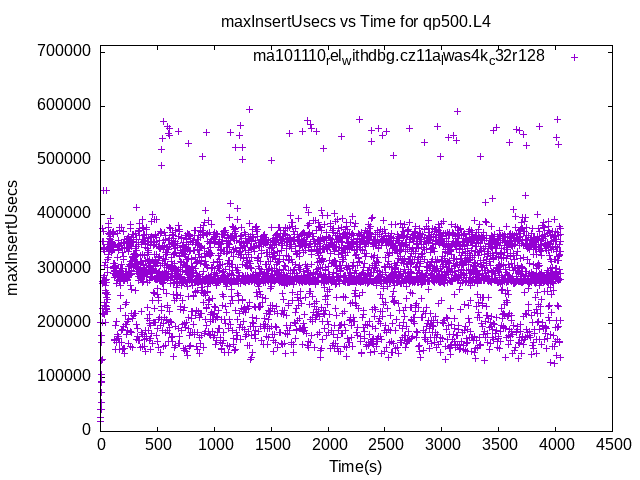 maxInsertUsecs vs Time for qp500.L4
ma101110_rel_withdbg.cz11a_lwas4k_c32r128
700000
600000
500000
400000
300000
200000
100000
0
maxInsertUsecs
0 500 1000 1500 2000 2500 3000 3500 4000 4500
Time(s)